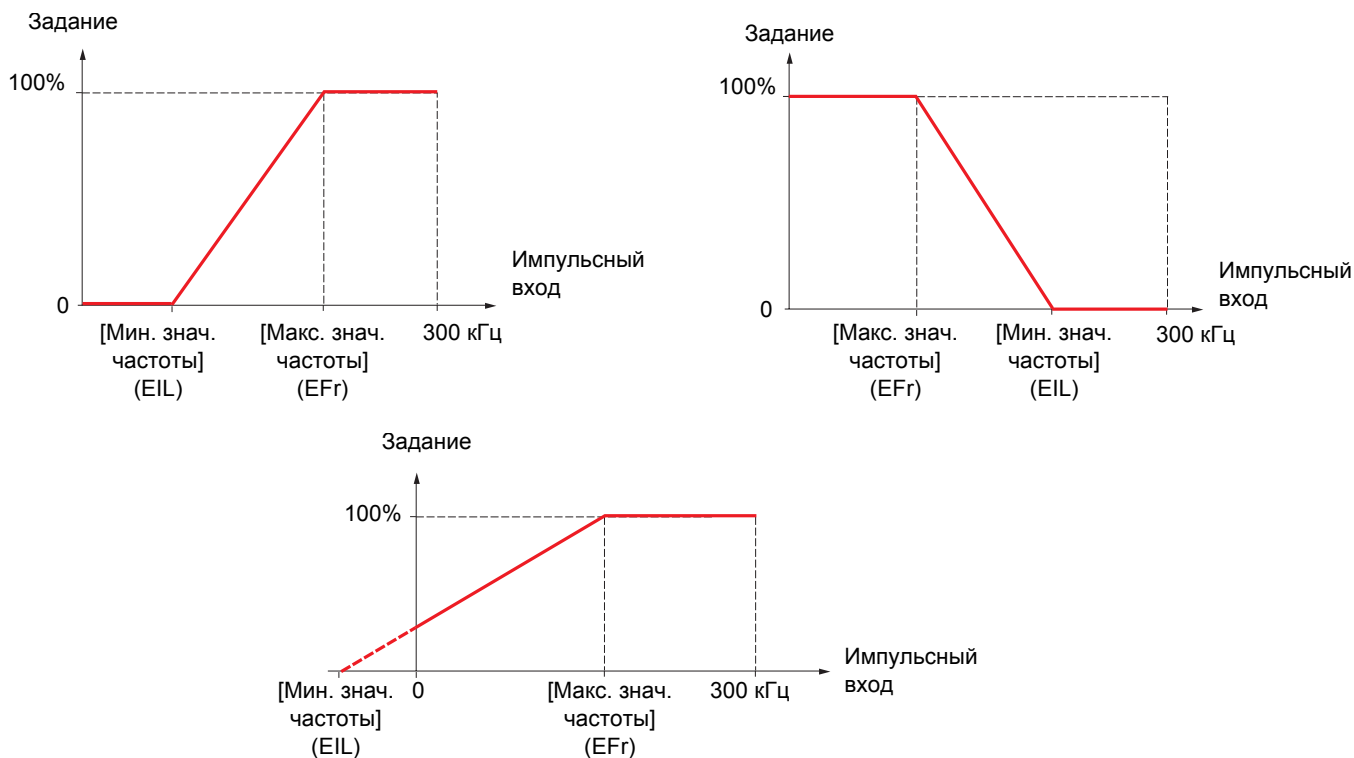 Задание
100%
0
Импульсный
вход
[Мин. знач.
частоты]
(EIL)
[Макс. знач.
частоты]
(EFr)
300 кГц
Задание
100%
0
Импульсный
вход
[Макс. знач.
частоты]
(EFr)
[Мин. знач.
частоты]
(EIL)
300 кГц
Задание
100%
Импульсный
вход
[Мин. знач.
частоты]
(EIL)
0
[Макс. знач.
частоты]
(EFr)
300 кГц